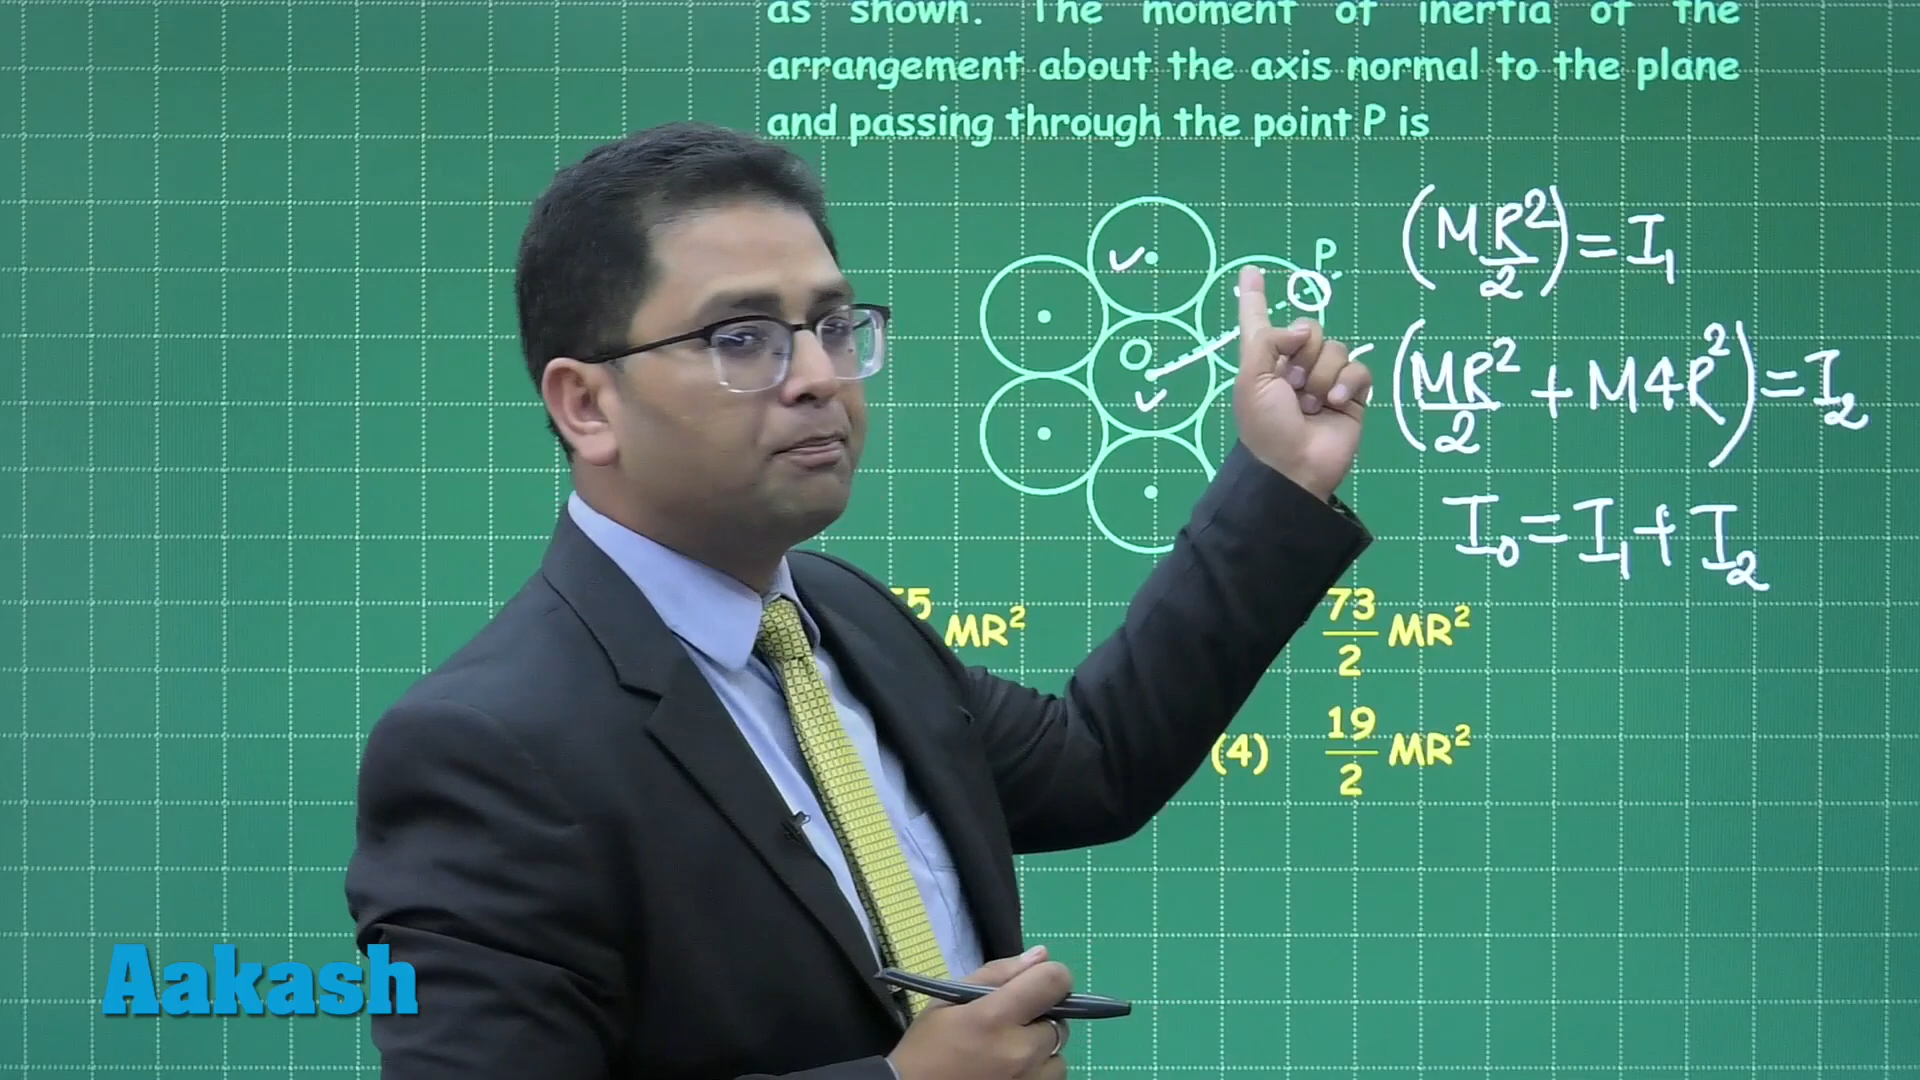 as shown. The moment of inertia of the
arrangement about the axis normal to the plane
and passing through the point P is
P
O
(MR²/2) = I₁
6 (MR²/2 + M4R²) = I₂
I₀ = I₁ + I₂
55 MR²
73/2 MR²
(4) 19/2 MR²
Aakash